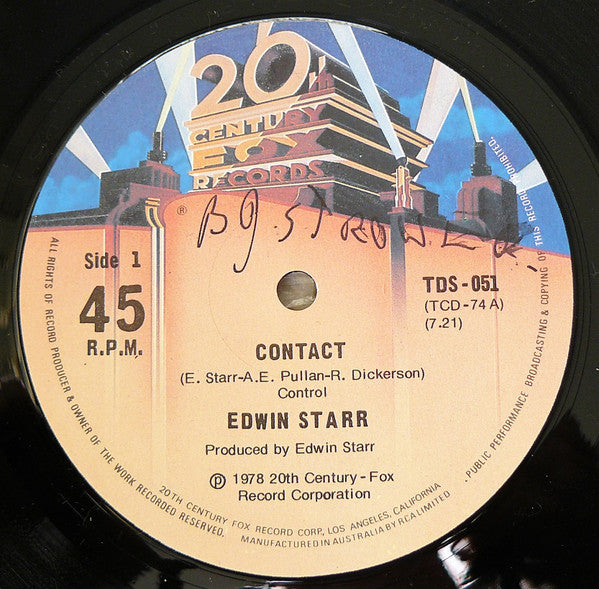 20th
CENTURY
FOX
RECORDS
®
Side 1
45
R.P.M.
TDS-051
(TCD-74 A)
(7.21)
CONTACT
(E. Starr-A.E. Pullan-R. Dickerson)
Control
EDWIN STARR
Produced by Edwin Starr
℗ 1978 20th Century-Fox
Record Corporation
ALL RIGHTS OF RECORD PRODUCER & OWNER OF THE WORK RECORDED RESERVED.
PUBLIC PERFORMANCE BROADCASTING & COPYING OF THIS RECORD PROHIBITED.
20TH CENTURY FOX RECORD CORP., LOS ANGELES, CALIFORNIA
MANUFACTURED IN AUSTRALIA BY RCA LIMITED